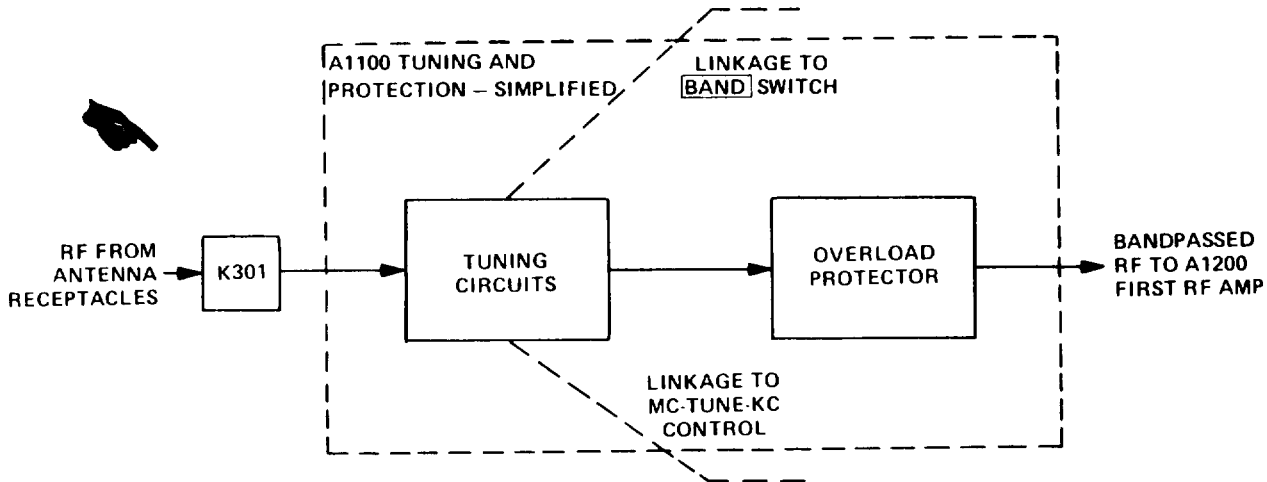 A1100 TUNING AND
PROTECTION – SIMPLIFIED
LINKAGE TO
BAND SWITCH
RF FROM
ANTENNA
RECEPTACLES
K301
TUNING
CIRCUITS
OVERLOAD
PROTECTOR
BANDPASSED
RF TO A1200
FIRST RF AMP
LINKAGE TO
MC-TUNE-KC
CONTROL